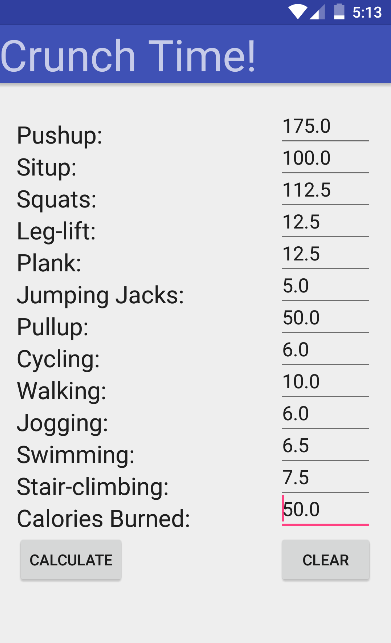 5:13
Crunch Time!
Pushup: 175.0
Situp: 100.0
Squats: 112.5
Leg-lift: 12.5
Plank: 12.5
Jumping Jacks: 5.0
Pullup: 50.0
Cycling: 6.0
Walking: 10.0
Jogging: 6.0
Swimming: 6.5
Stair-climbing: 7.5
Calories Burned: 50.0
CALCULATE CLEAR